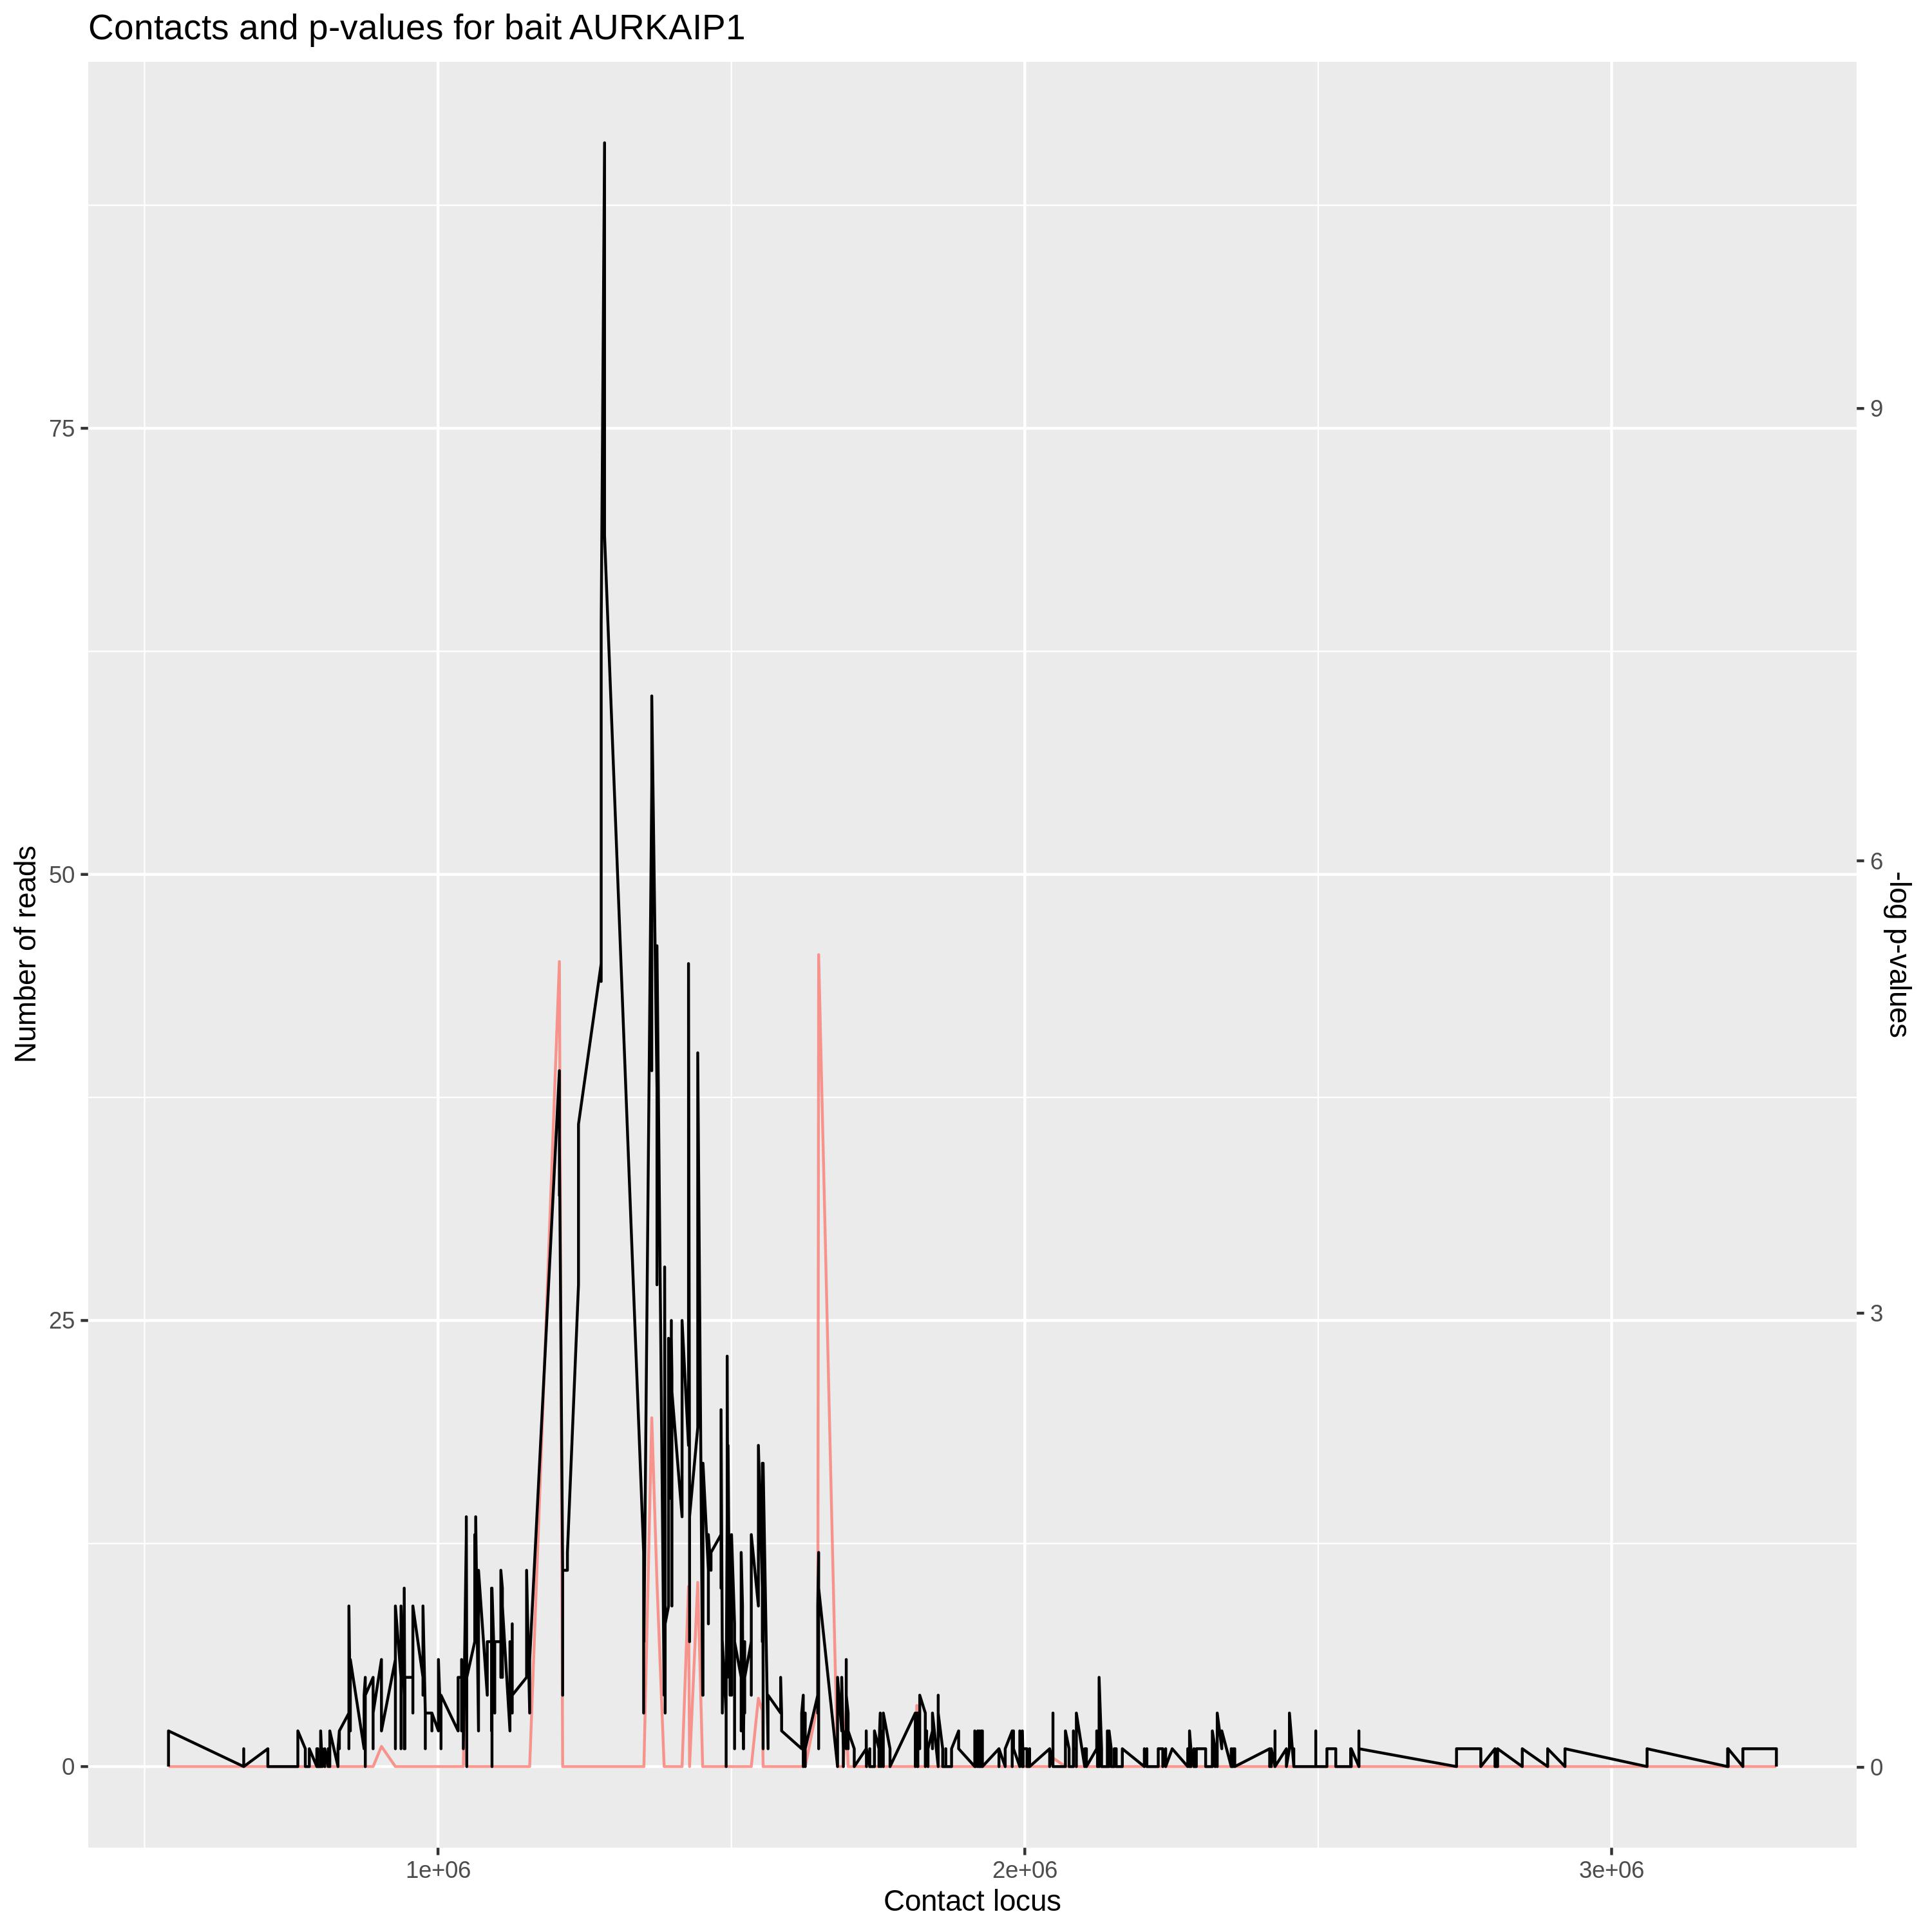 Contacts and p-values for bait AURKAIP1
75
50
25
0
9
6
3
0
Number of reads
-log p-values
1e+06
2e+06
3e+06
Contact locus